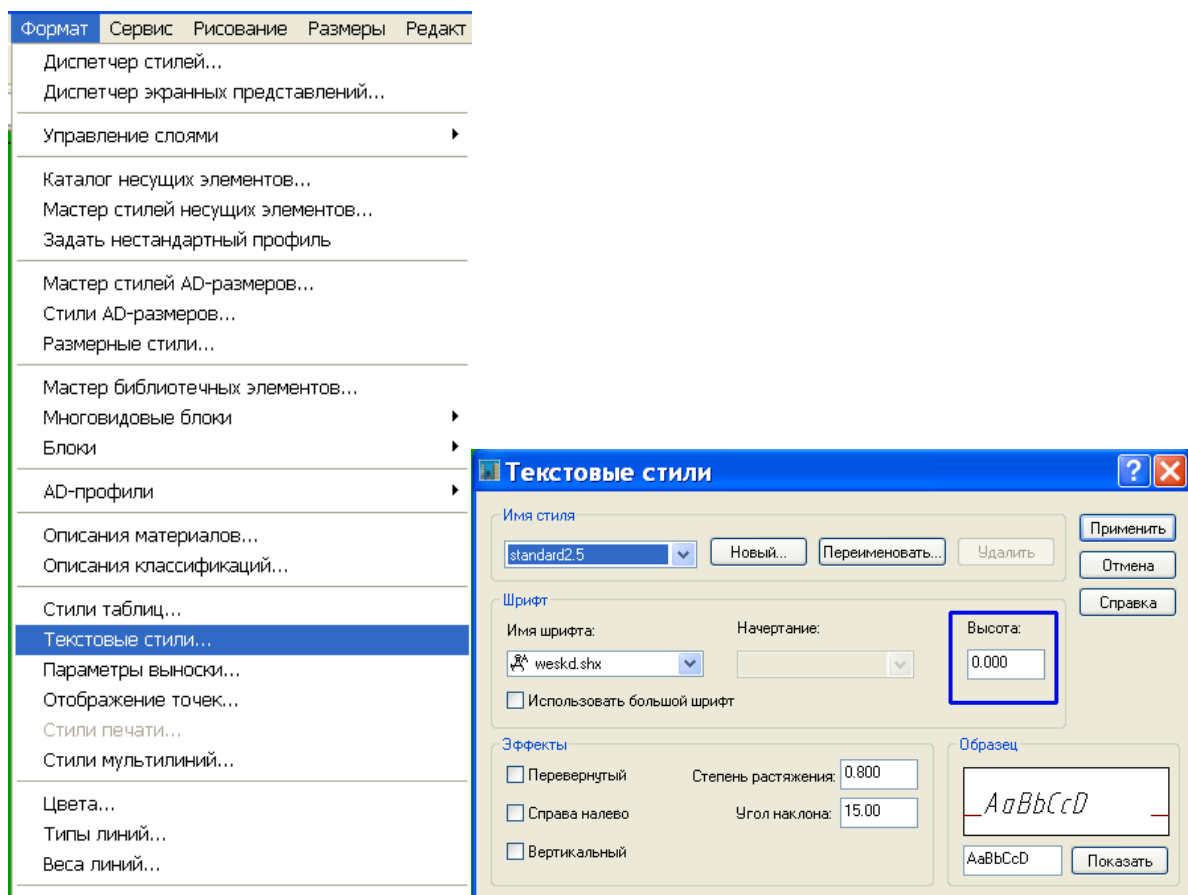 Формат Сервис Рисование Размеры Редакт
Диспетчер стилей...
Диспетчер экранных представлений...
Управление слоями
Каталог несущих элементов...
Мастер стилей несущих элементов...
Задать нестандартный профиль
Мастер стилей AD-размеров...
Стили AD-размеров...
Размерные стили...
Мастер библиотечных элементов...
Многовидовые блоки
Блоки
AD-профили
Описания материалов...
Описания классификаций...
Стили таблиц...
Текстовые стили...
Параметры выноски...
Отображение точек...
Стили печати...
Стили мультилиний...
Цвета...
Типы линий...
Веса линий...
Текстовые стили
Имя стиля
standard2.5 Новый... Переименовать... Удалить
Применить
Отмена
Справка
Шрифт
Имя шрифта: Начертание: Высота:
weskd.shx 0.000
Использовать большой шрифт
Эффекты
Перевернутый Степень растяжения: 0.800
Справа налево Угол наклона: 15.00
Вертикальный
Образец
AaBbCcD
AaBbCcD Показать